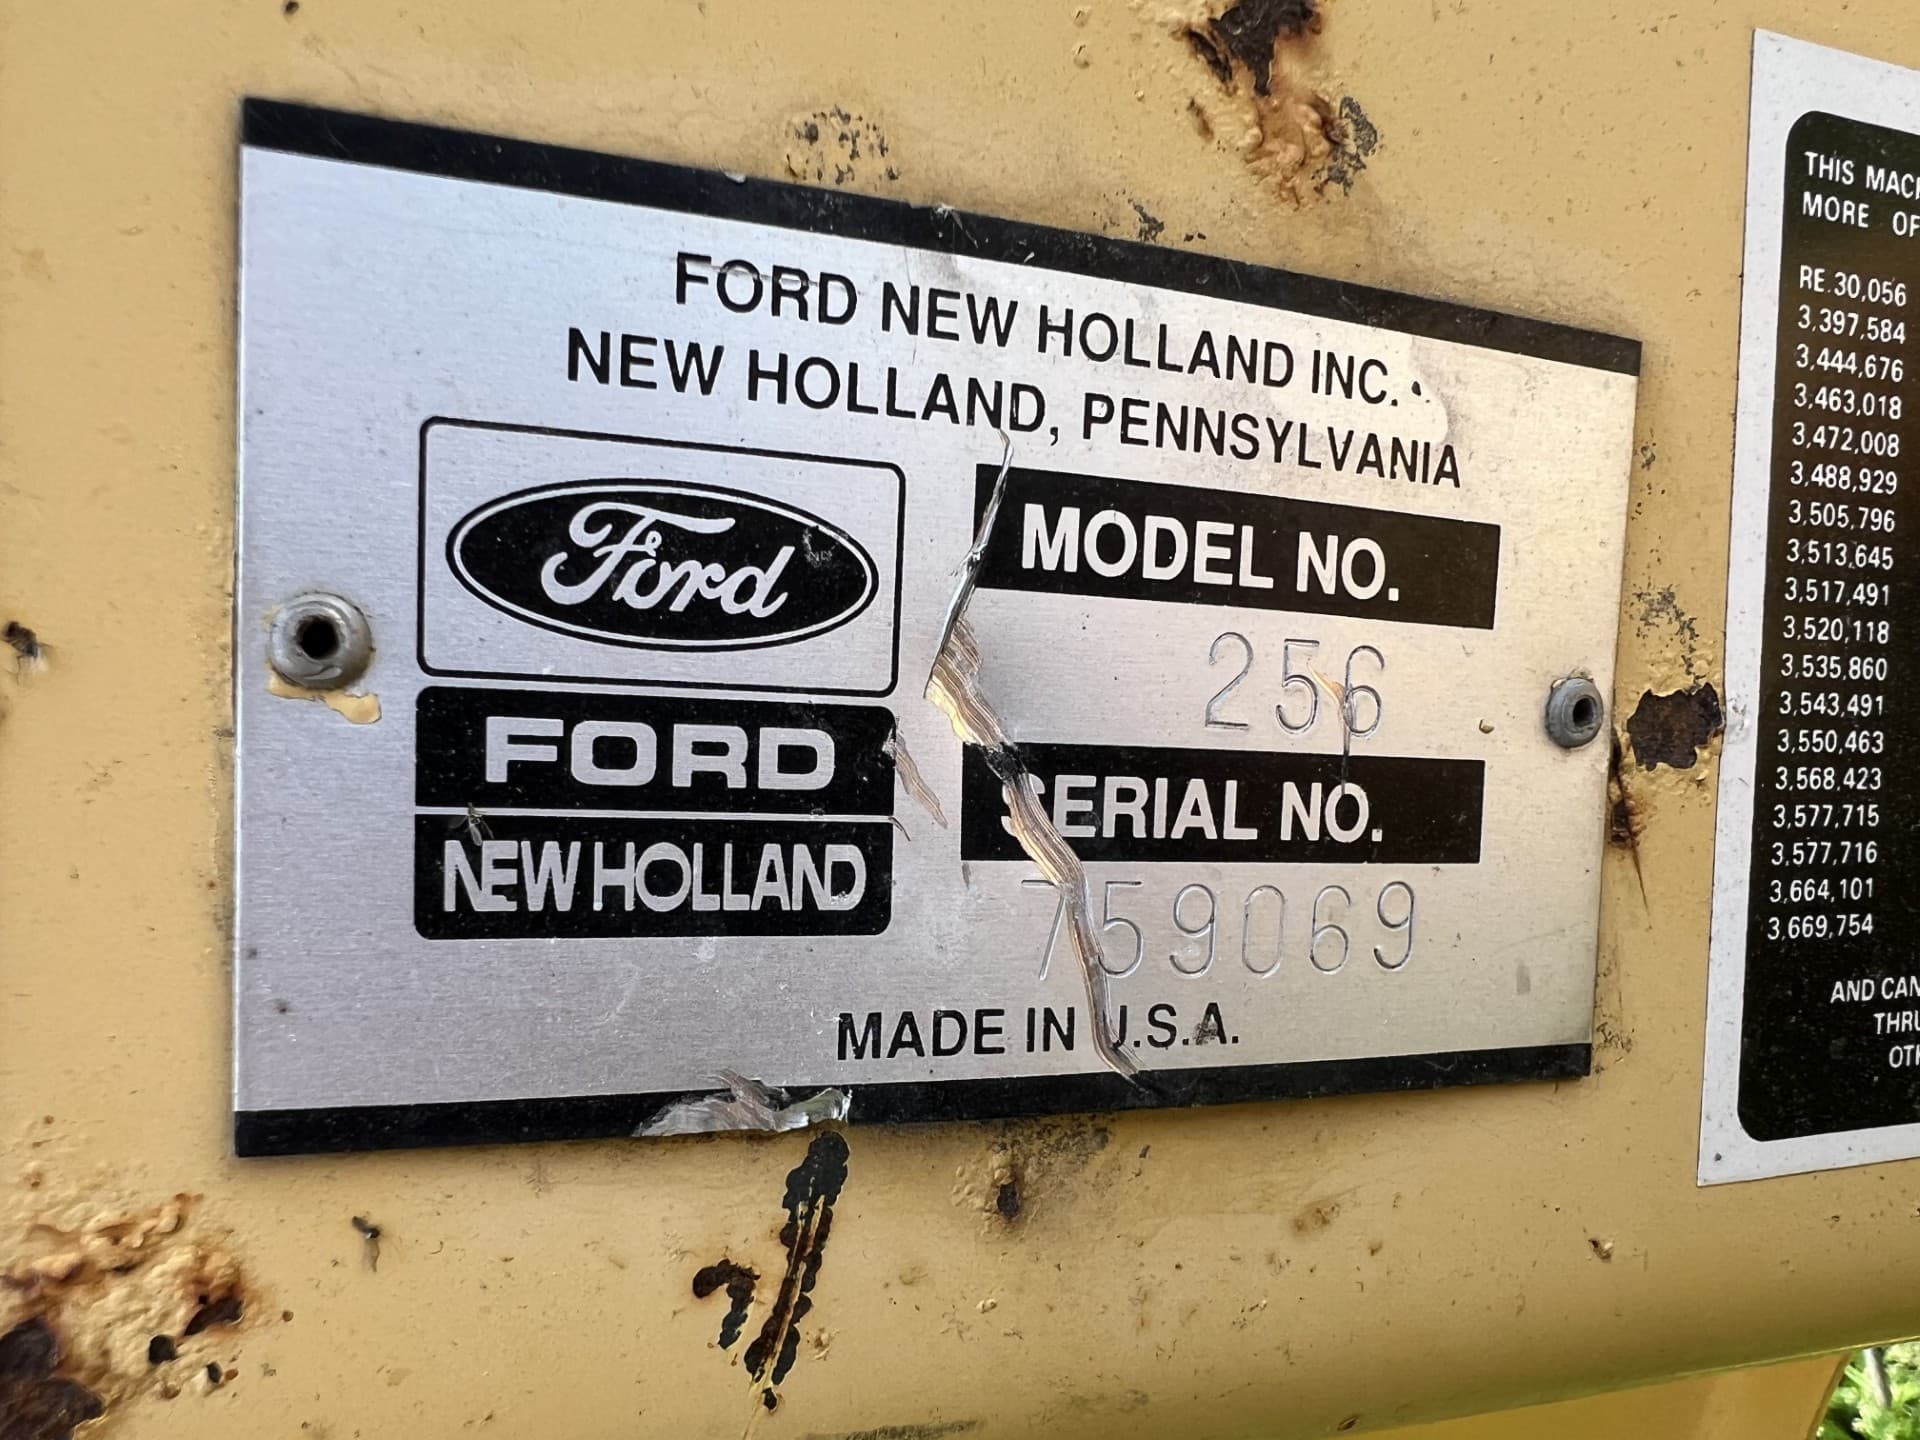 FORD NEW HOLLAND INC.
NEW HOLLAND, PENNSYLVANIA
Ford
FORD
NEW HOLLAND
MODEL NO.
256
SERIAL NO.
759069
MADE IN U.S.A.
THIS MACH
MORE OF
RE.30,056
3,397,584
3,444,676
3,463,018
3,472,008
3,488,929
3,505,796
3,513,645
3,517,491
3,520,118
3,535,860
3,543,491
3,550,463
3,568,423
3,577,715
3,577,716
3,664,101
3,669,754
AND CAN
THRU
OTH